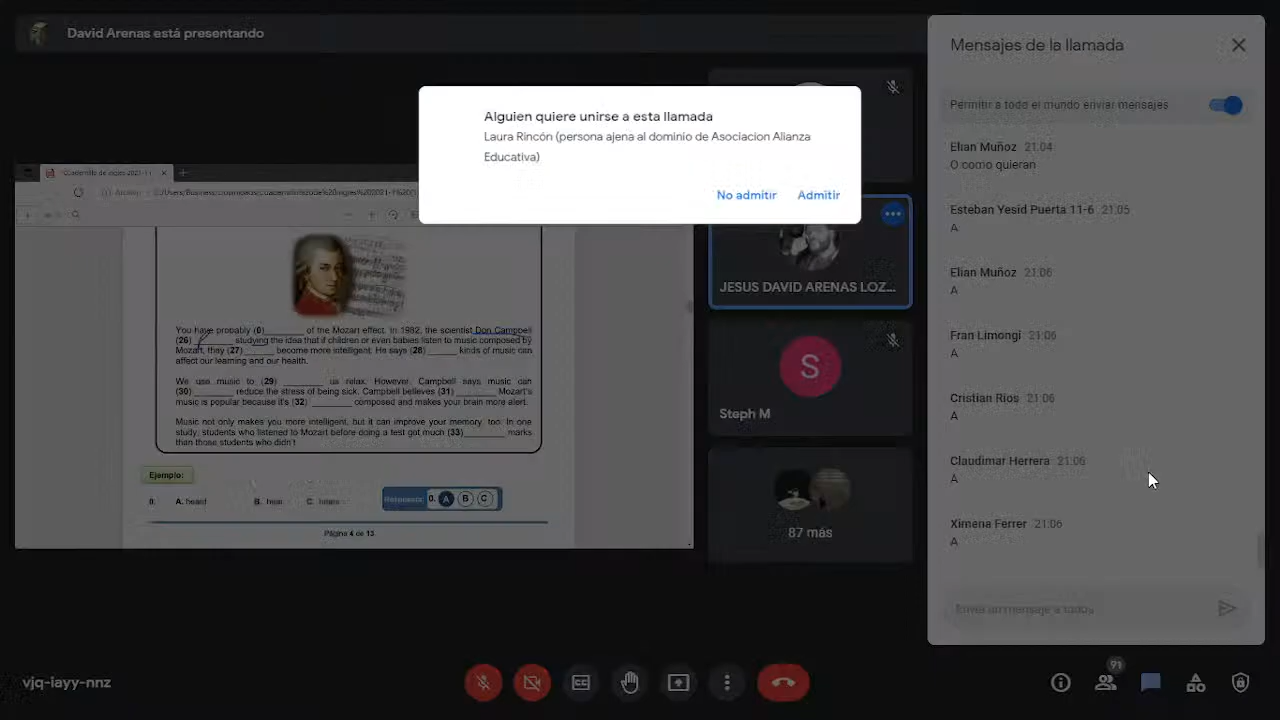 David Arenas está presentando
Alguien quiere unirse a esta llamada
Laura Rincón (persona ajena al dominio de Asociacion Alianza
Educativa)
No admitir
Admitir
You have probably (0)________ of the Mozart effect. In 1982, the scientist Don Campbell
(26) ________ studying the idea that if children or even babies listen to music composed by
Mozart, they (27) ______ become more intelligent. He says (28) ______ kinds of music can
affect our learning and our health.
We use music to (29) ________ us relax. However, Campbell says music can
(30) ________ reduce the stress of being sick. Campbell believes (31) ________ Mozart's
music is popular because it's (32) ________ composed and makes your brain more alert.
Music not only makes you more intelligent, but it can improve your memory, too. In one
study, students who listened to Mozart before doing a test got much (33)________ marks
than those students who didn't
Ejemplo:
0. A. heard B. hear C. hears
Respuesta: 0. A B C
Página 4 de 13
JESUS DAVID ARENAS LOZ...
S
Steph M
87 más
Mensajes de la llamada
Permitir a todo el mundo enviar mensajes
Elian Muñoz 21:04
O como quieran
Esteban Yesid Puerta 11-6 21:05
A
Elian Muñoz 21:06
A
Fran Limongi 21:06
A
Cristian Rios 21:06
A
Claudimar Herrera 21:06
A
Ximena Ferrer 21:06
A
Envía un mensaje a todos
vjq-iayy-nnz
91